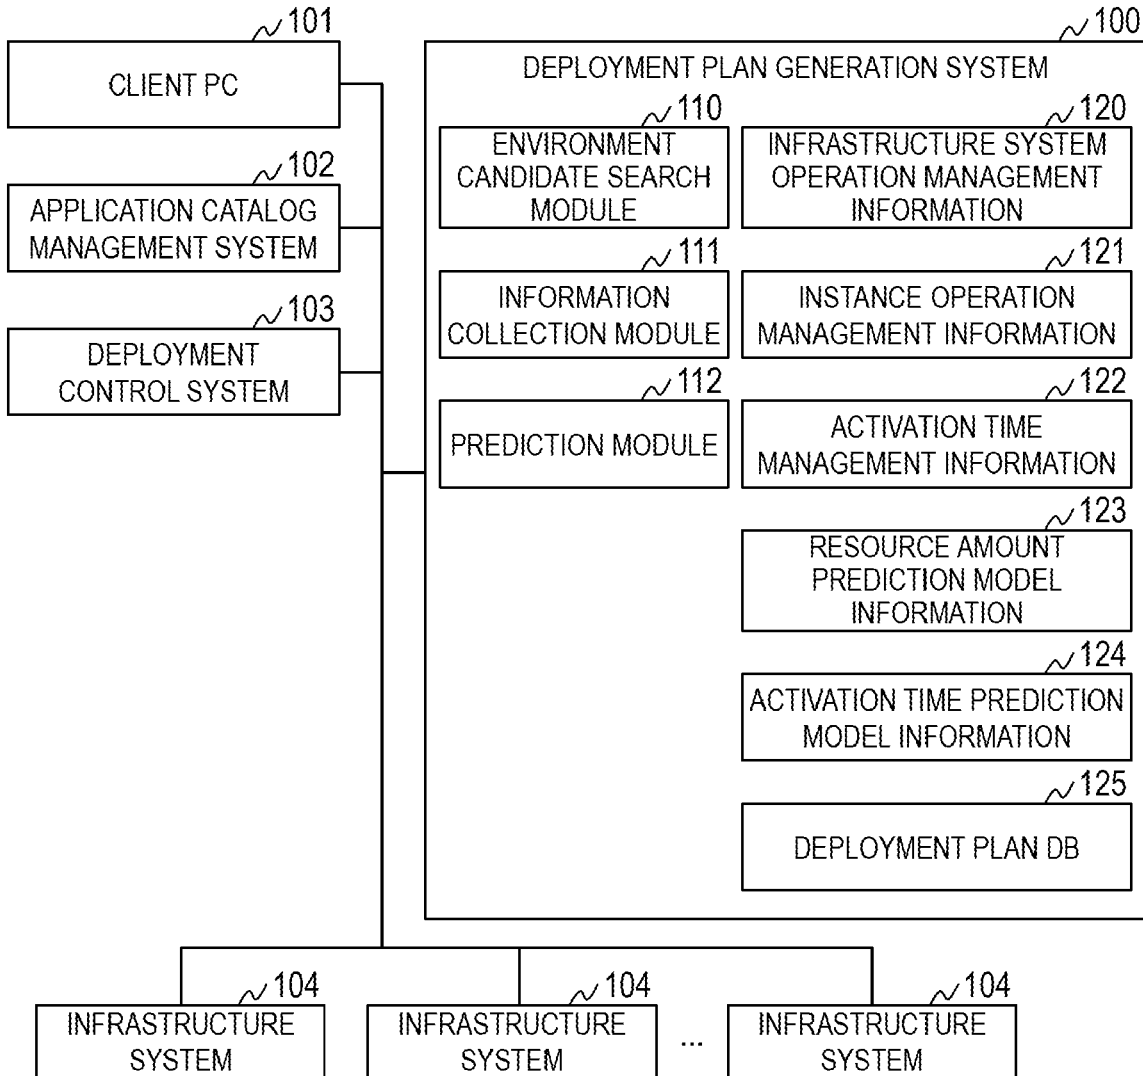 101
CLIENT PC
102
APPLICATION CATALOG
MANAGEMENT SYSTEM
103
DEPLOYMENT
CONTROL SYSTEM
100
DEPLOYMENT PLAN GENERATION SYSTEM
110
ENVIRONMENT
CANDIDATE SEARCH
MODULE
111
INFORMATION
COLLECTION MODULE
112
PREDICTION MODULE
120
INFRASTRUCTURE SYSTEM
OPERATION MANAGEMENT
INFORMATION
121
INSTANCE OPERATION
MANAGEMENT INFORMATION
122
ACTIVATION TIME
MANAGEMENT INFORMATION
123
RESOURCE AMOUNT
PREDICTION MODEL
INFORMATION
124
ACTIVATION TIME PREDICTION
MODEL INFORMATION
125
DEPLOYMENT PLAN DB
104
INFRASTRUCTURE
SYSTEM
104
INFRASTRUCTURE
SYSTEM
...
104
INFRASTRUCTURE
SYSTEM